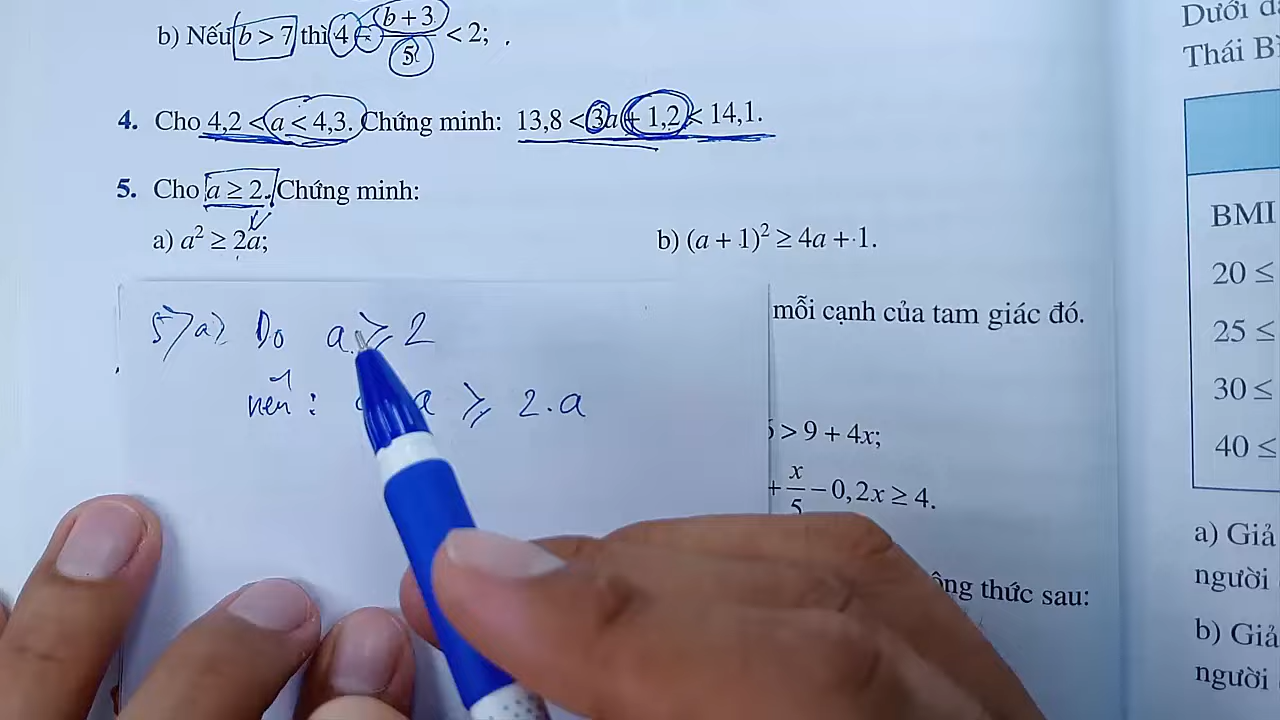 b) Nếu b > 7 thì 4 − (b + 3)/5 < 2;
4. Cho 4,2 < a < 4,3. Chứng minh: 13,8 < 3a + 1,2 < 14,1.
5. Cho a ≥ 2. Chứng minh:
a) a² ≥ 2a;
b) (a + 1)² ≥ 4a + 1.
5) a) Do a ≥ 2
nên: a ≥ 2.a
mỗi cạnh của tam giác đó.
> 9 + 4x;
+ x/5 − 0,2x ≥ 4.
thức sau:
Dưới
Thái
BMI
20 ≤
25 ≤
30 ≤
40 ≤
a) Giả
người
b) Giả
người